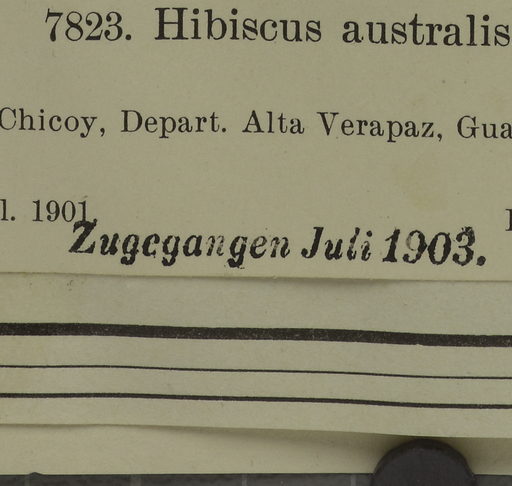 7823. Hibiscus australis
Chicoy, Depart. Alta Verapaz, Gua
l. 1901.
Zugegangen Juli 1903.